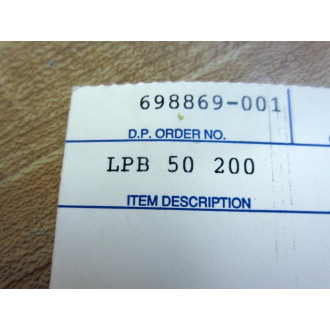 698869-001
D.P. ORDER NO.
LPB 50 200
ITEM DESCRIPTION